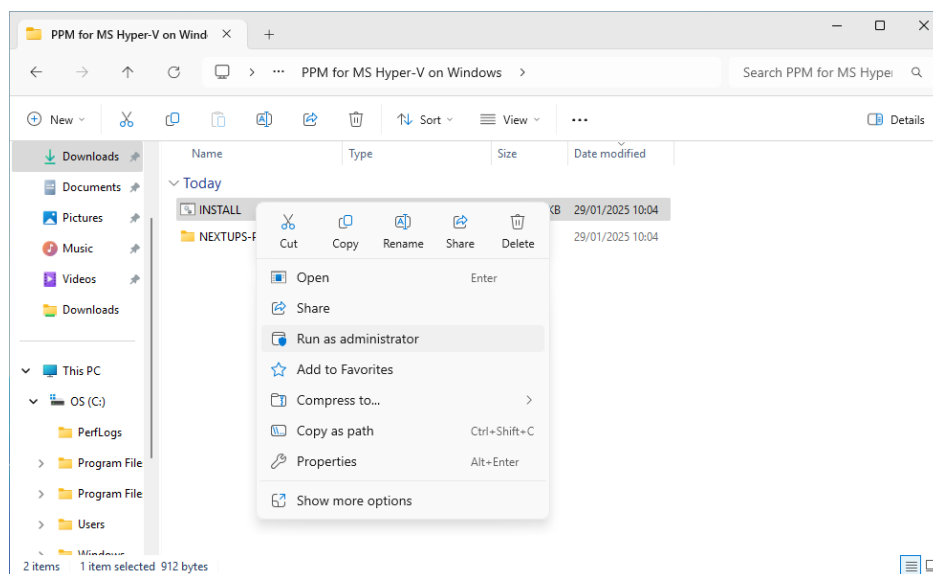 PPM for MS Hyper-V on Wind
PPM for MS Hyper-V on Windows
Search PPM for MS Hyper
New
Sort
View
Details
Downloads
Documents
Pictures
Music
Videos
Downloads
This PC
OS (C:)
PerfLogs
Program File
Program File
Users
Windows
Name Type Size Date modified
Today
INSTALL KB 29/01/2025 10:04
NEXTUPS-F 29/01/2025 10:04
Cut Copy Rename Share Delete
Open Enter
Share
Run as administrator
Add to Favorites
Compress to...
Copy as path Ctrl+Shift+C
Properties Alt+Enter
Show more options
2 items 1 item selected 912 bytes